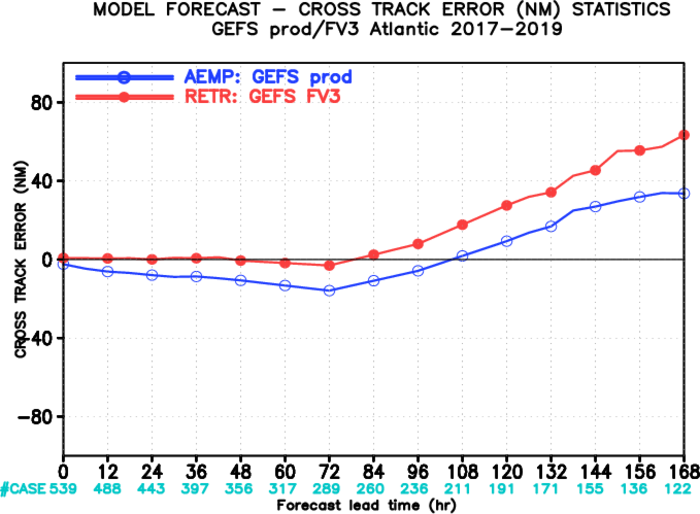 MODEL FORECAST – CROSS TRACK ERROR (NM) STATISTICS
GEFS prod/FV3 Atlantic 2017–2019
AEMP: GEFS prod
RETR: GEFS FV3
CROSS TRACK ERROR (NM)
80
40
0
-40
-80
0 12 24 36 48 60 72 84 96 108 120 132 144 156 168
#CASE 539 488 443 397 356 317 289 260 236 211 191 171 155 136 122
Forecast lead time (hr)